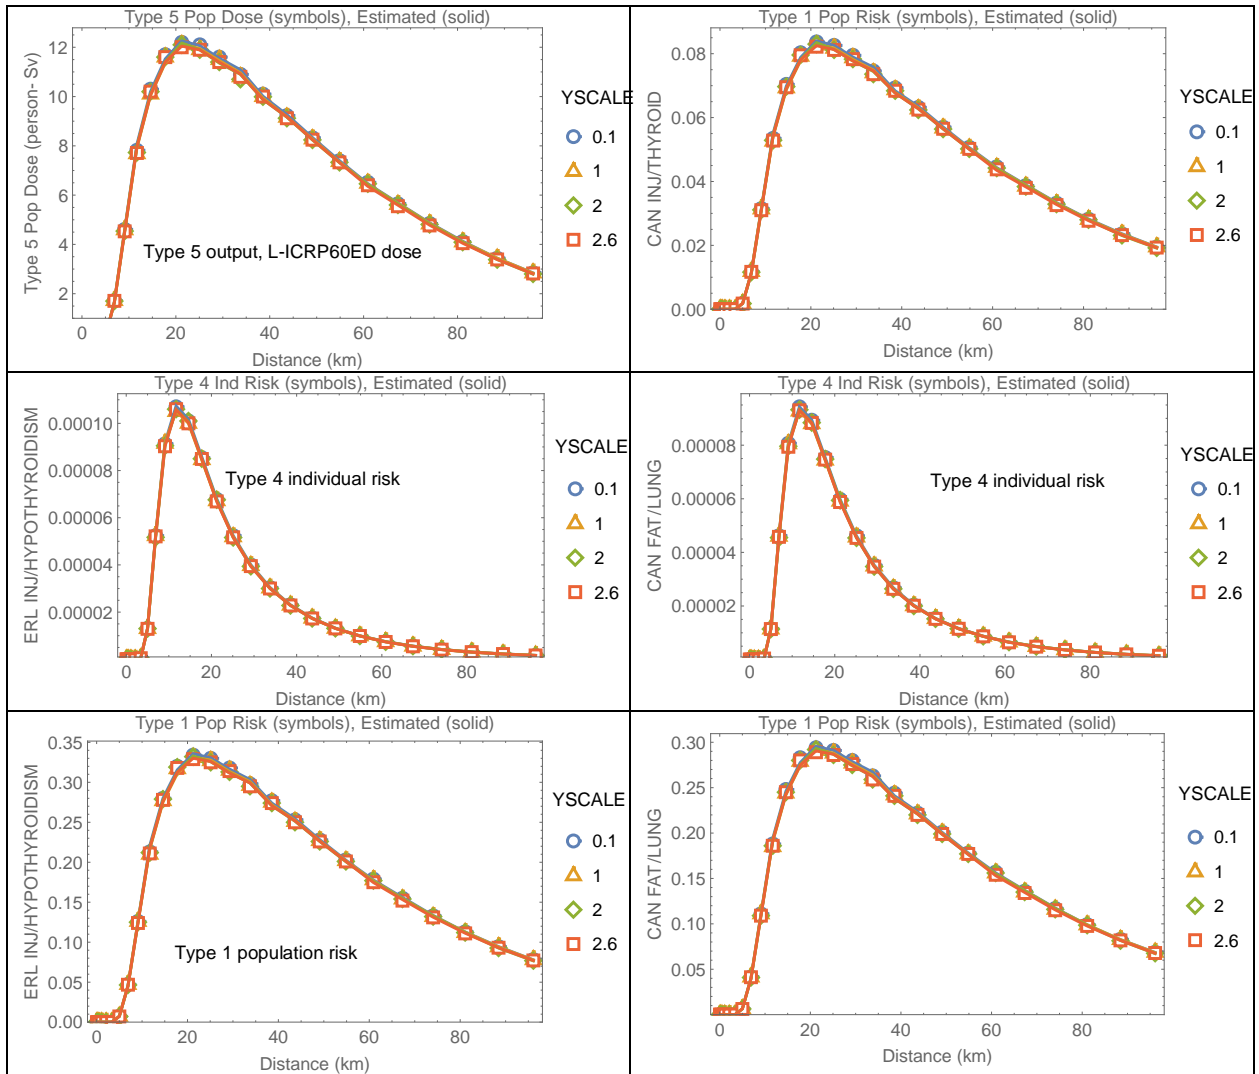 Type 5 Pop Dose (symbols), Estimated (solid)
Type 5 Pop Dose (person- Sv)
12
10
8
6
4
2
0 20 40 60 80
Distance (km)
Type 5 output, L-ICRP60ED dose
YSCALE
0.1
1
2
2.6
Type 1 Pop Risk (symbols), Estimated (solid)
CAN INJ/THYROID
0.08
0.06
0.04
0.02
0.00
0 20 40 60 80
Distance (km)
YSCALE
0.1
1
2
2.6
Type 4 Ind Risk (symbols), Estimated (solid)
ERL INJ/HYPOTHYROIDISM
0.00010
0.00008
0.00006
0.00004
0.00002
0 20 40 60 80
Distance (km)
Type 4 individual risk
YSCALE
0.1
1
2
2.6
Type 4 Ind Risk (symbols), Estimated (solid)
CAN FAT/LUNG
0.00008
0.00006
0.00004
0.00002
0 20 40 60 80
Distance (km)
Type 4 individual risk
YSCALE
0.1
1
2
2.6
Type 1 Pop Risk (symbols), Estimated (solid)
ERL INJ/HYPOTHYROIDISM
0.35
0.30
0.25
0.20
0.15
0.10
0.05
0.00
0 20 40 60 80
Distance (km)
Type 1 population risk
YSCALE
0.1
1
2
2.6
Type 1 Pop Risk (symbols), Estimated (solid)
CAN FAT/LUNG
0.30
0.25
0.20
0.15
0.10
0.05
0 20 40 60 80
Distance (km)
YSCALE
0.1
1
2
2.6